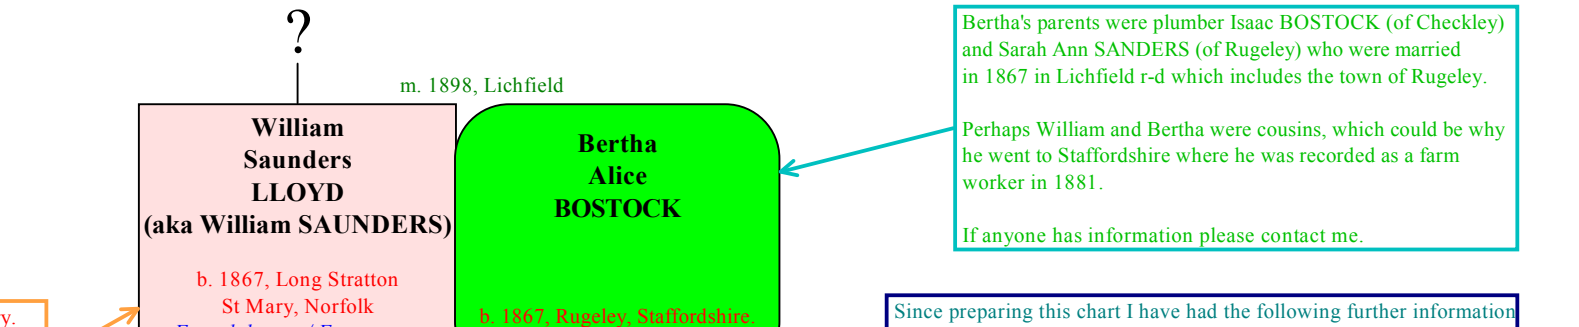 ?
m. 1898, Lichfield
William
Saunders
LLOYD
(aka William SAUNDERS)
b. 1867, Long Stratton
St Mary, Norfolk
Bertha
Alice
BOSTOCK
b. 1867, Rugeley, Staffordshire.
Bertha's parents were plumber Isaac BOSTOCK (of Checkley)
and Sarah Ann SANDERS (of Rugeley) who were married
in 1867 in Lichfield r-d which includes the town of Rugeley.
Perhaps William and Bertha were cousins, which could be why
he went to Staffordshire where he was recorded as a farm
worker in 1881.
If anyone has information please contact me.
y.
Since preparing this chart I have had the following further information